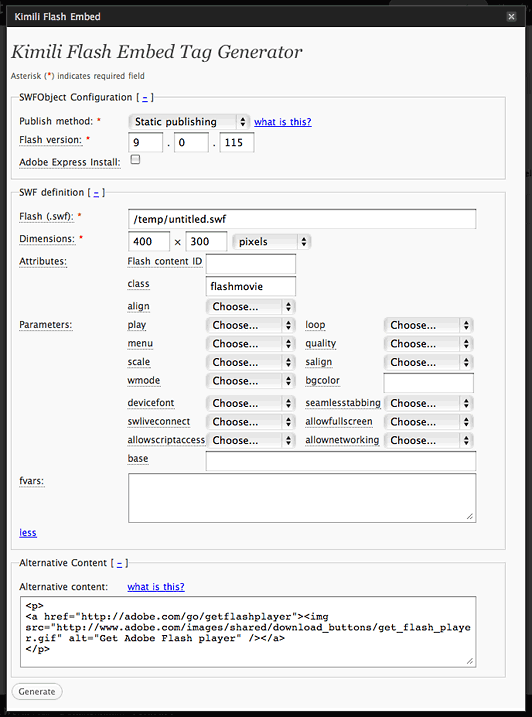 Kimili Flash Embed
Kimili Flash Embed Tag Generator
Asterisk (*) indicates required field
SWFObject Configuration [ – ]
Publish method: * Static publishing what is this?
Flash version: * 9 . 0 . 115
Adobe Express Install:
SWF definition [ – ]
Flash (.swf): * /temp/untitled.swf
Dimensions: * 400 × 300 pixels
Attributes: Flash content ID
class flashmovie
align Choose...
Parameters: play Choose... loop Choose...
menu Choose... quality Choose...
scale Choose... salign Choose...
wmode Choose... bgcolor
devicefont Choose... seamlesstabbing Choose...
swliveconnect Choose... allowfullscreen Choose...
allowscriptaccess Choose... allownetworking Choose...
base
fvars:
less
Alternative Content [ – ]
Alternative content: what is this?
<p>
<a href="http://adobe.com/go/getflashplayer"><img
src="http://www.adobe.com/images/shared/download_buttons/get_flash_playe
r.gif" alt="Get Adobe Flash player" /></a>
</p>
Generate